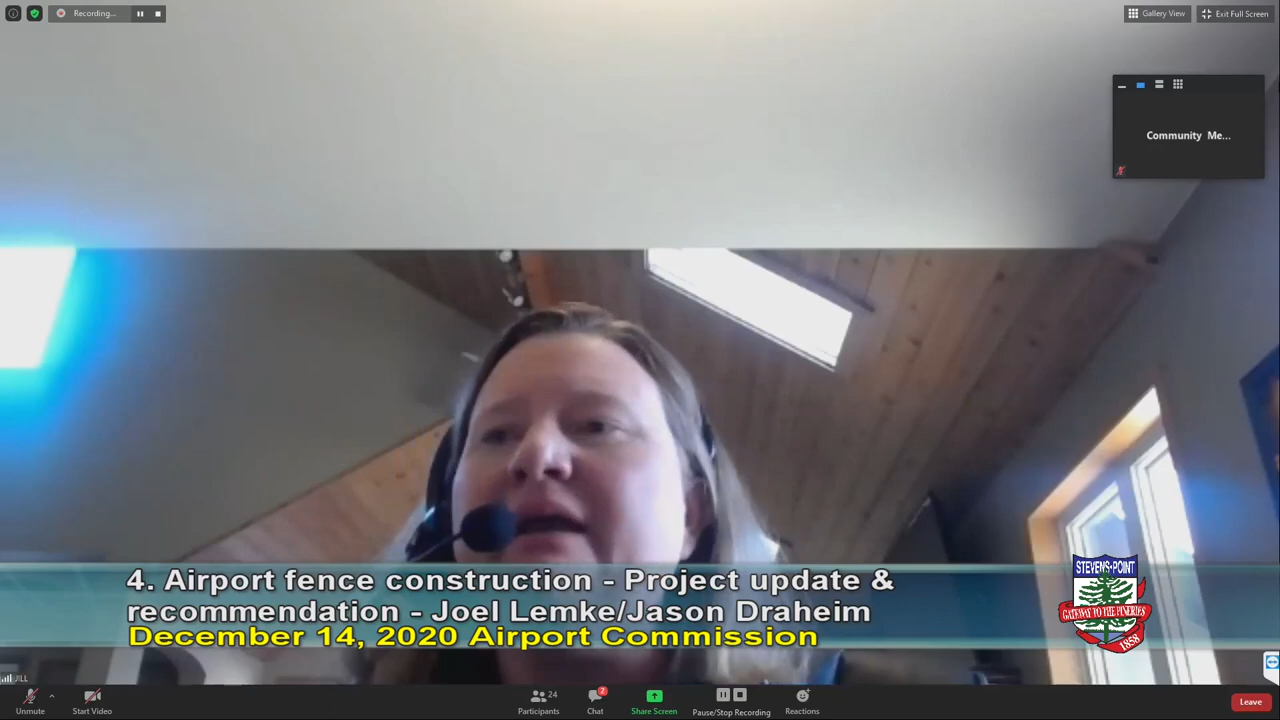 Recording...
Gallery View
Exit Full Screen
Community Me...
4. Airport fence construction - Project update &
recommendation - Joel Lemke/Jason Draheim
December 14, 2020 Airport Commission
STEVENS•POINT
GATEWAY TO THE PINERIES
1858
JILL
Unmute
Start Video
Participants
24
Chat
2
Share Screen
Pause/Stop Recording
Reactions
Leave